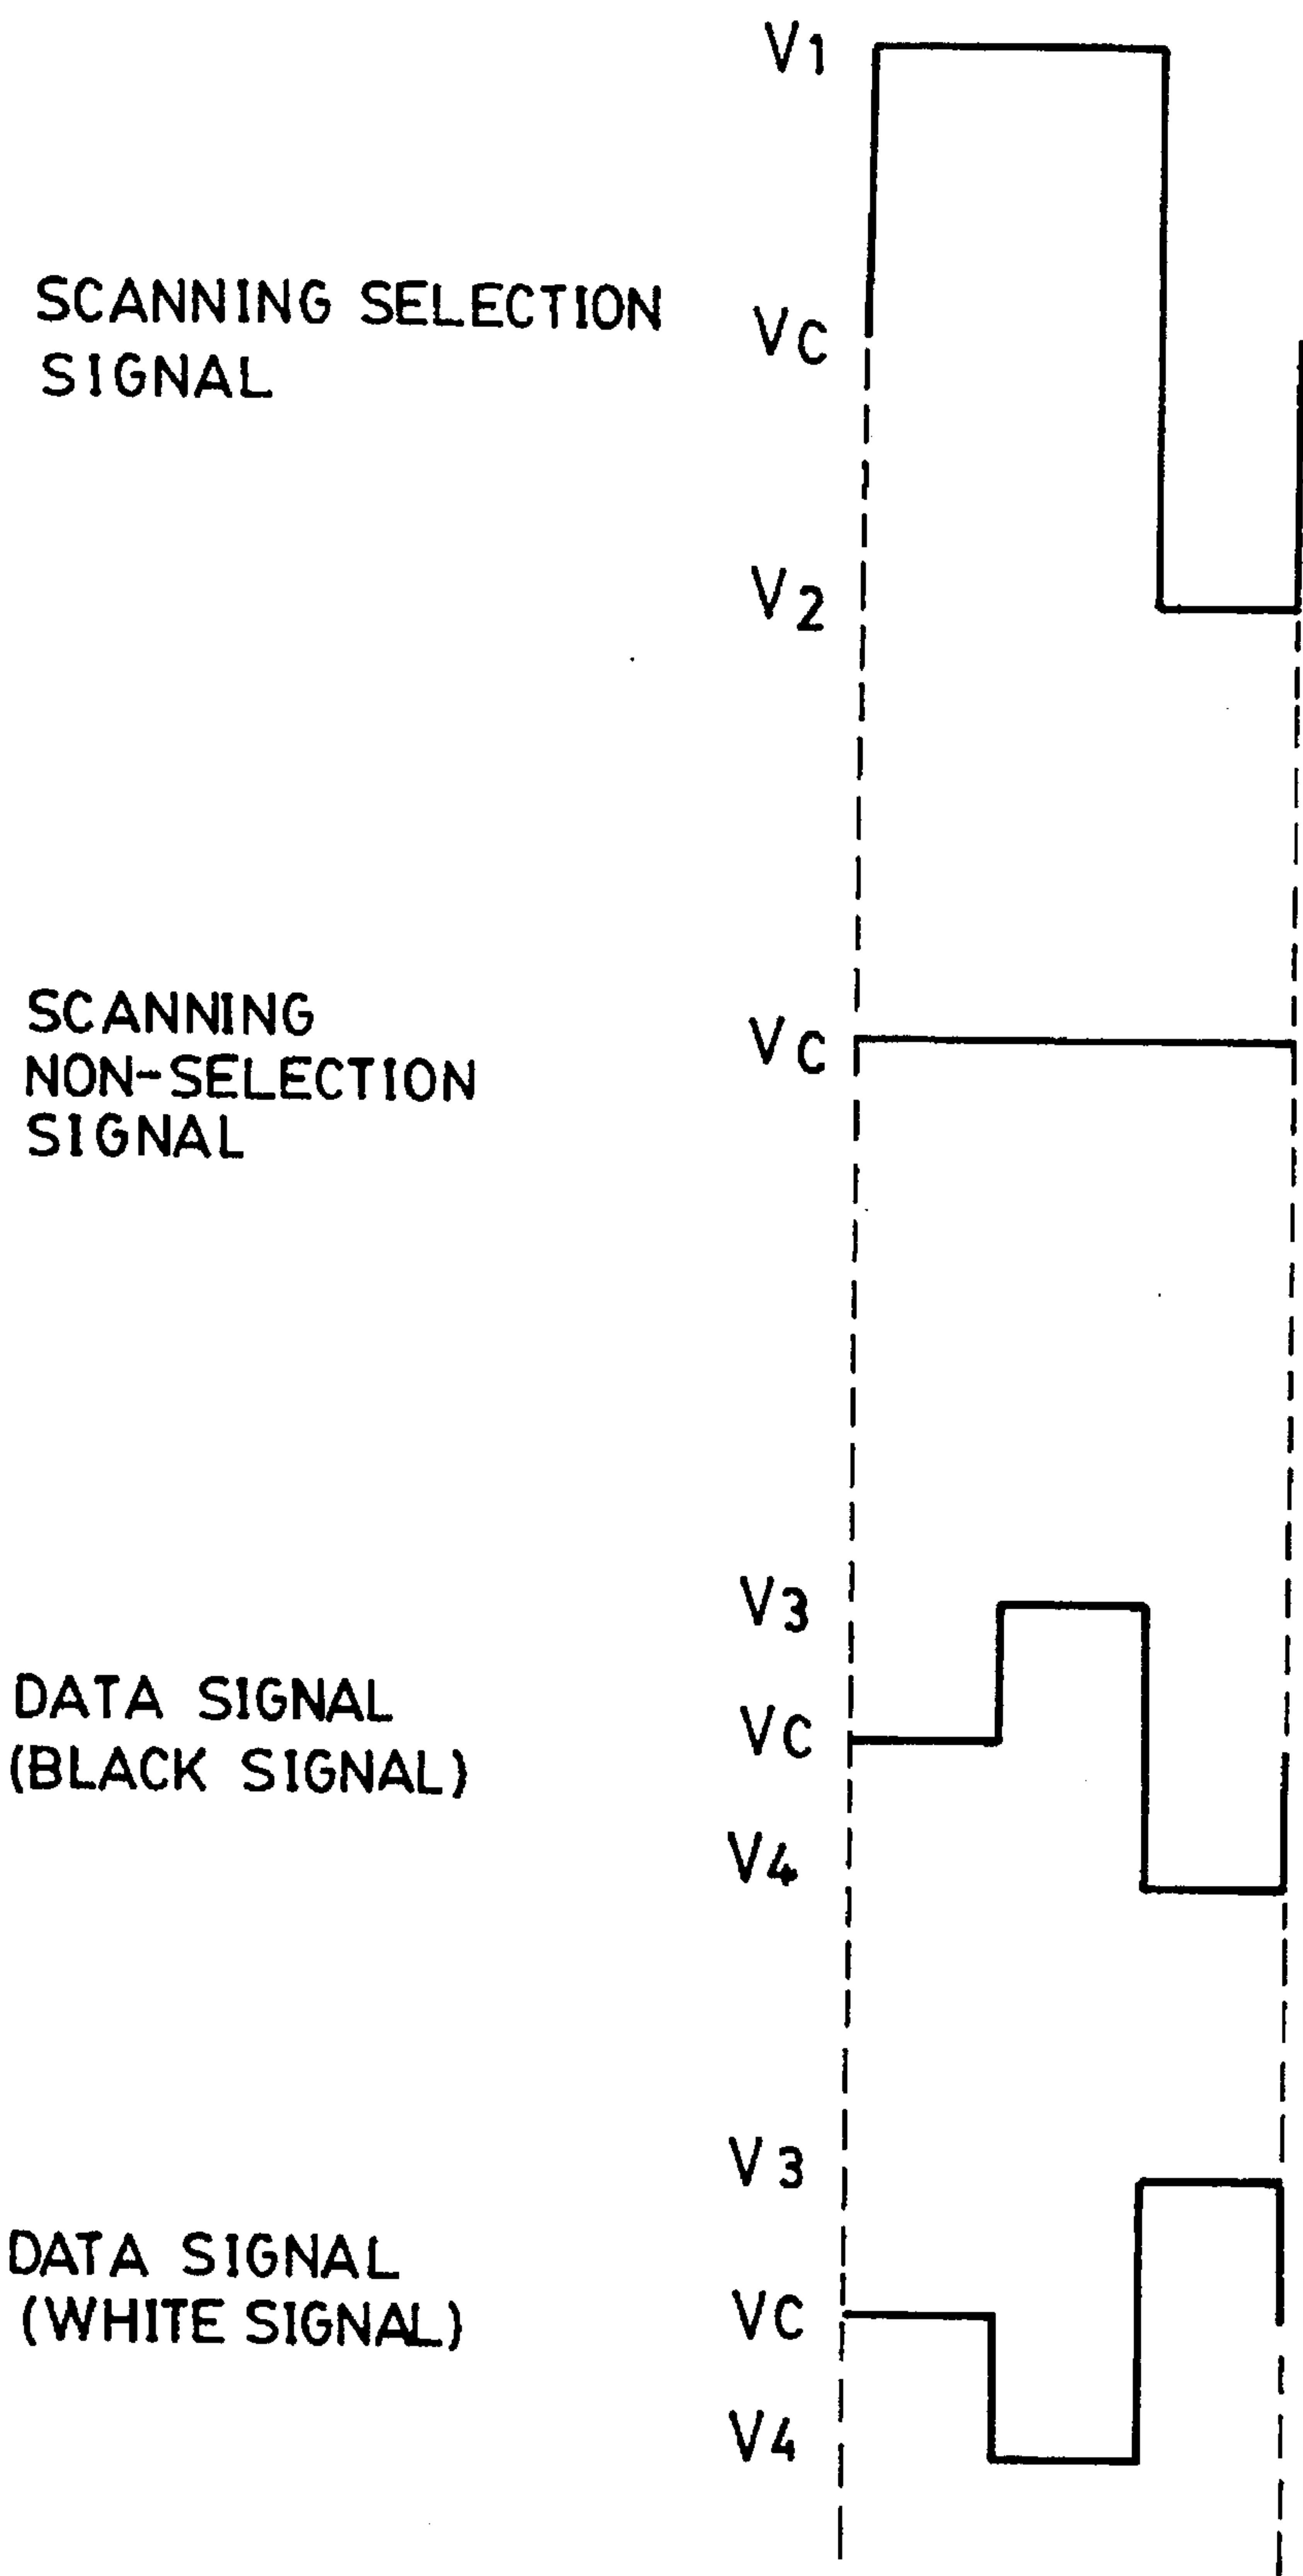 V1
SCANNING SELECTION
SIGNAL
VC
V2
SCANNING
NON-SELECTION
SIGNAL
VC
V3
DATA SIGNAL
(BLACK SIGNAL)
VC
V4
V3
DATA SIGNAL
(WHITE SIGNAL)
VC
V4